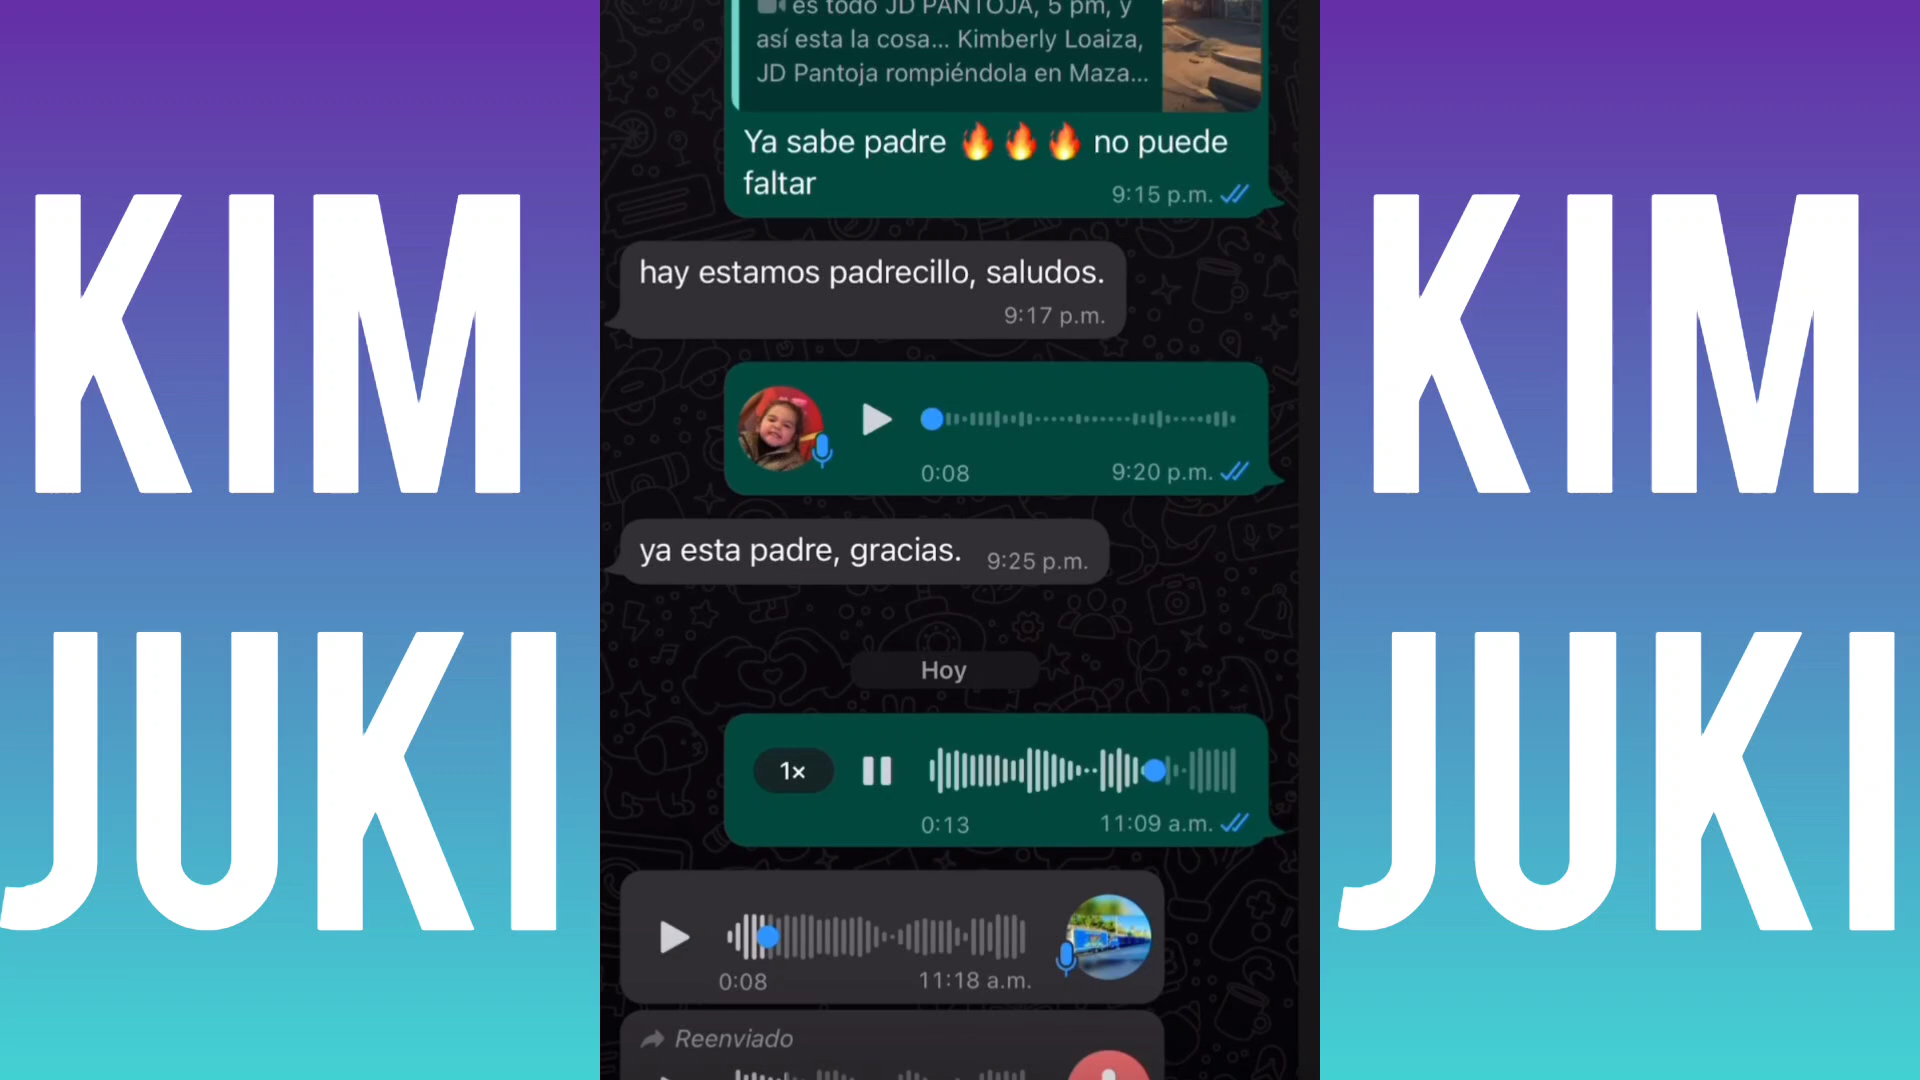 KIM
JUKI
es todo JD PANTOJA, 5 pm, y
así esta la cosa... Kimberly Loaiza,
JD Pantoja rompiéndola en Maza...
Ya sabe padre 🔥🔥🔥 no puede
faltar
9:15 p.m.
hay estamos padrecillo, saludos.
9:17 p.m.
0:08
9:20 p.m.
ya esta padre, gracias.
9:25 p.m.
Hoy
1x
0:13
11:09 a.m.
0:08
11:18 a.m.
Reenviado
KIM
JUKI